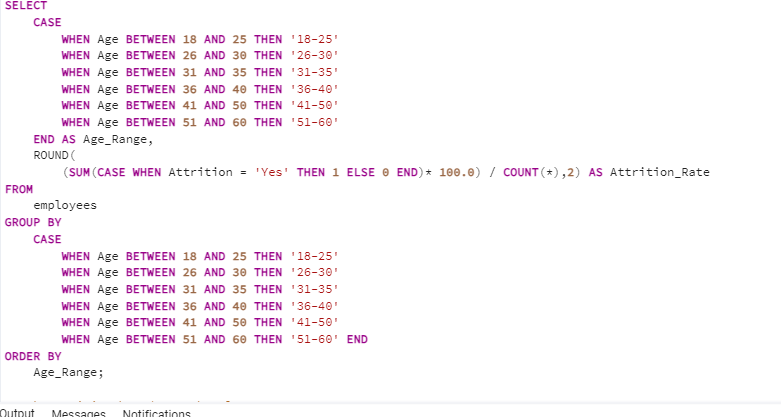 SELECT
CASE
WHEN Age BETWEEN 18 AND 25 THEN '18-25'
WHEN Age BETWEEN 26 AND 30 THEN '26-30'
WHEN Age BETWEEN 31 AND 35 THEN '31-35'
WHEN Age BETWEEN 36 AND 40 THEN '36-40'
WHEN Age BETWEEN 41 AND 50 THEN '41-50'
WHEN Age BETWEEN 51 AND 60 THEN '51-60'
END AS Age_Range,
ROUND(
(SUM(CASE WHEN Attrition = 'Yes' THEN 1 ELSE 0 END)* 100.0) / COUNT(*),2) AS Attrition_Rate
FROM
employees
GROUP BY
CASE
WHEN Age BETWEEN 18 AND 25 THEN '18-25'
WHEN Age BETWEEN 26 AND 30 THEN '26-30'
WHEN Age BETWEEN 31 AND 35 THEN '31-35'
WHEN Age BETWEEN 36 AND 40 THEN '36-40'
WHEN Age BETWEEN 41 AND 50 THEN '41-50'
WHEN Age BETWEEN 51 AND 60 THEN '51-60' END
ORDER BY
Age_Range;
Output Messages Notifications